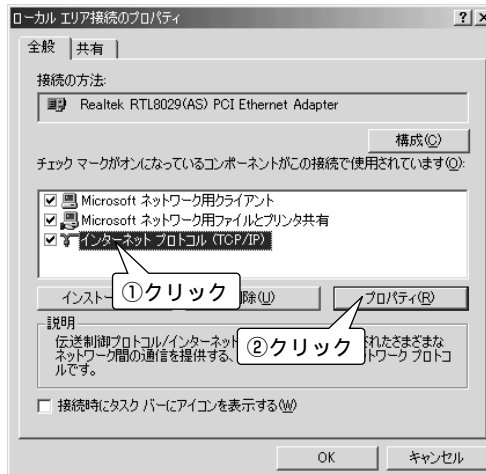 ローカル エリア接続のプロパティ
全般 共有
接続の方法:
Realtek RTL8029(AS) PCI Ethernet Adapter
構成(C)
チェック マークがオンになっているコンポーネントがこの接続で使用されています(O):
Microsoft ネットワーク用クライアント
Microsoft ネットワーク用ファイルとプリンタ共有
インターネット プロトコル (TCP/IP)
①クリック
インストー 除(U) プロパティ(R)
説明
伝送制御プロトコル/インターネット されたさまざまな
②クリック
ネットワーク間の通信を提供する、 トワーク プロトコ
ルです。
接続時にタスク バーにアイコンを表示する(W)
OK キャンセル